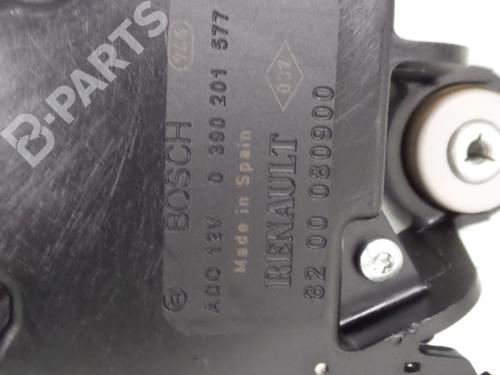 BOSCH
ADO 12V 0 390 201 577
Made in Spain
RENAULT
82 00 080900
B-PARTS